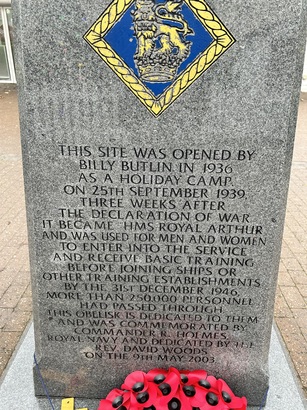 THIS SITE WAS OPENED BY
BILLY BUTLIN IN 1936
AS A HOLIDAY CAMP.
ON 25TH SEPTEMBER 1939,
THREE WEEKS AFTER
THE DECLARATION OF WAR
IT BECAME HMS ROYAL ARTHUR
AND WAS USED FOR MEN AND WOMEN
TO ENTER INTO THE SERVICE
AND RECEIVE BASIC TRAINING
BEFORE JOINING SHIPS OR
OTHER TRAINING ESTABLISHMENTS
BY THE 31ST DECEMBER 1946
MORE THAN 250,000 PERSONNEL
HAD PASSED THROUGH
THIS OBELISK IS DEDICATED TO THEM
AND WAS COMMEMORATED BY
COMMANDER R. HOLMES
ROYAL NAVY AND DEDICATED BY THE
REV. DAVID WOODS
ON THE 9TH MAY, 2003